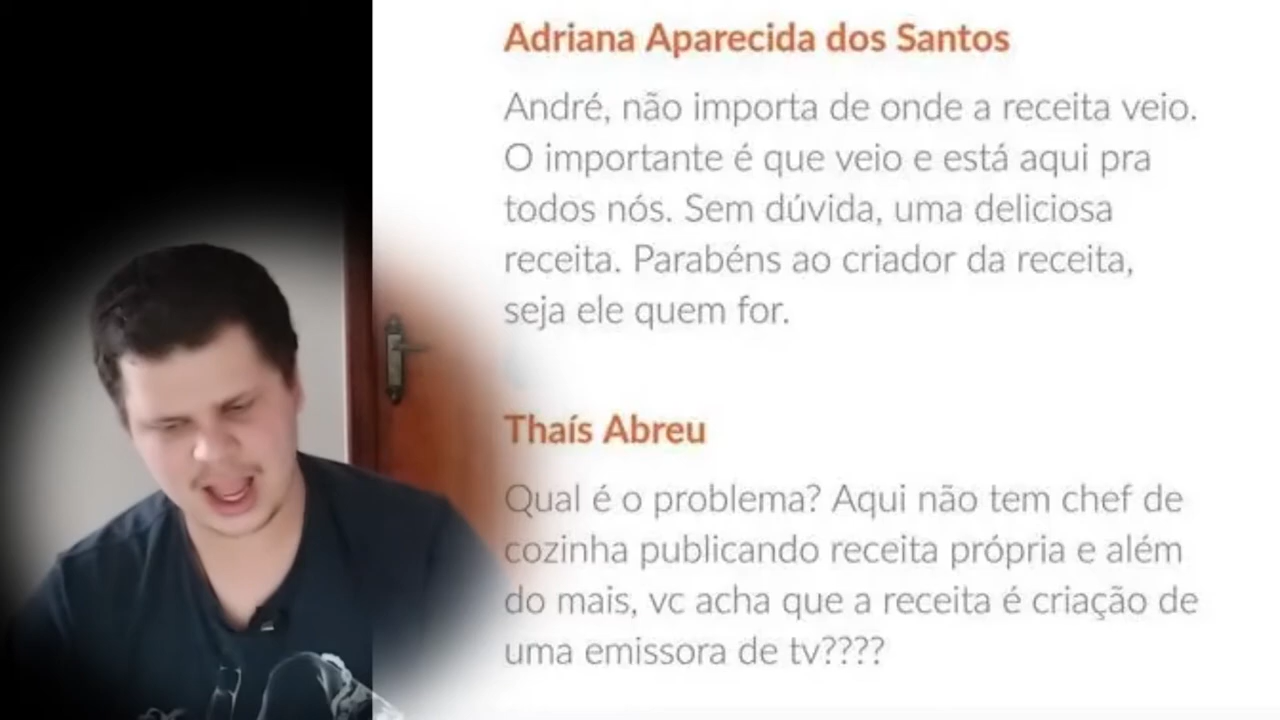 Adriana Aparecida dos Santos
André, não importa de onde a receita veio.
O importante é que veio e está aqui pra
todos nós. Sem dúvida, uma deliciosa
receita. Parabéns ao criador da receita,
seja ele quem for.
Thaís Abreu
Qual é o problema? Aqui não tem chef de
cozinha publicando receita própria e além
do mais, vc acha que a receita é criação de
uma emissora de tv????